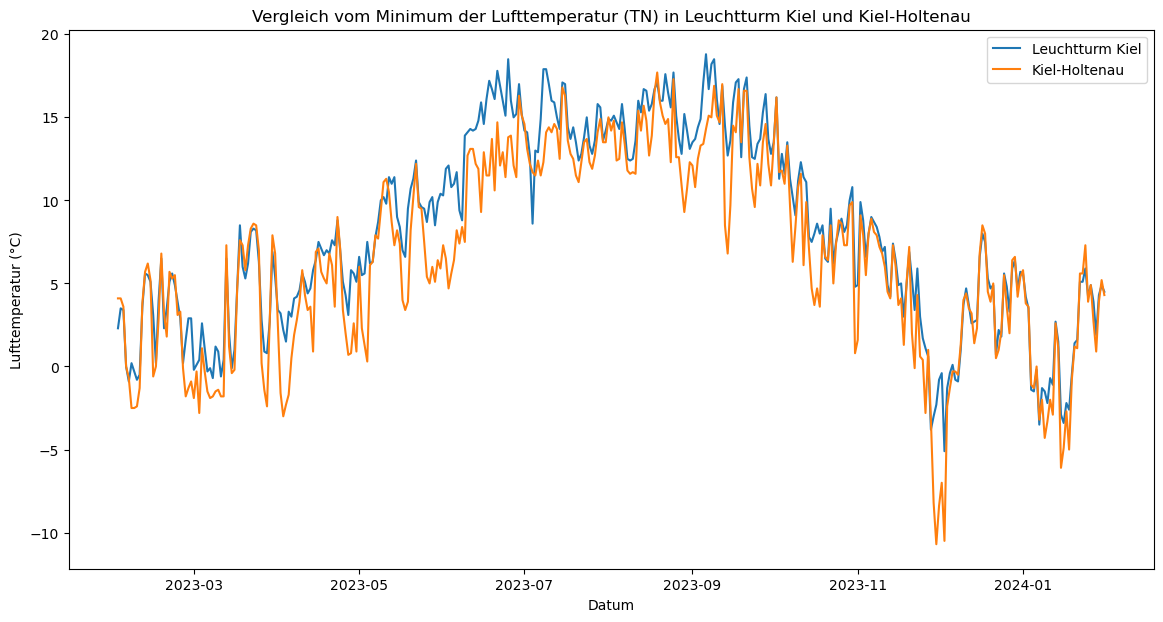 Vergleich vom Minimum der Lufttemperatur (TN) in Leuchtturm Kiel und Kiel-Holtenau
Leuchtturm Kiel
Kiel-Holtenau
Lufttemperatur (°C)
20
15
10
5
0
−5
−10
2023-03
2023-05
2023-07
2023-09
2023-11
2024-01
Datum